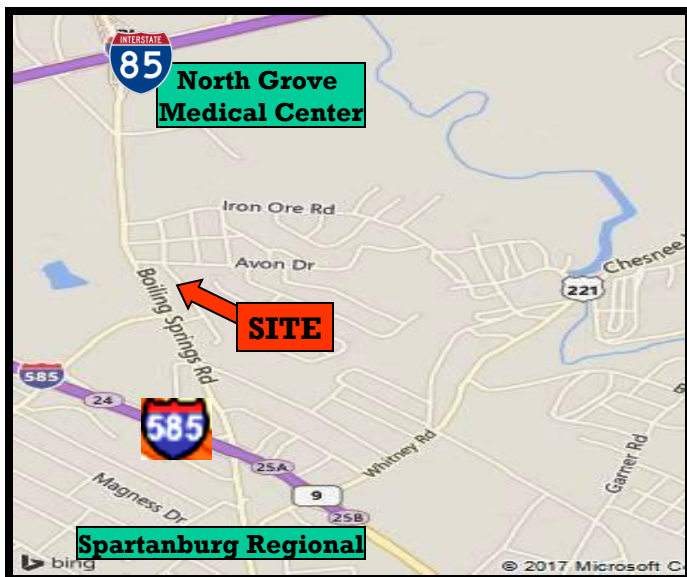 INTERSTATE
85
North Grove
Medical Center
Iron Ore Rd
Avon Dr
Chesnee
221
Boiling Springs Rd
SITE
585
24
585
25A
Whitney Rd
Garner Rd
Magness Dr
9
25B
Spartanburg Regional
bing
© 2017 Microsoft